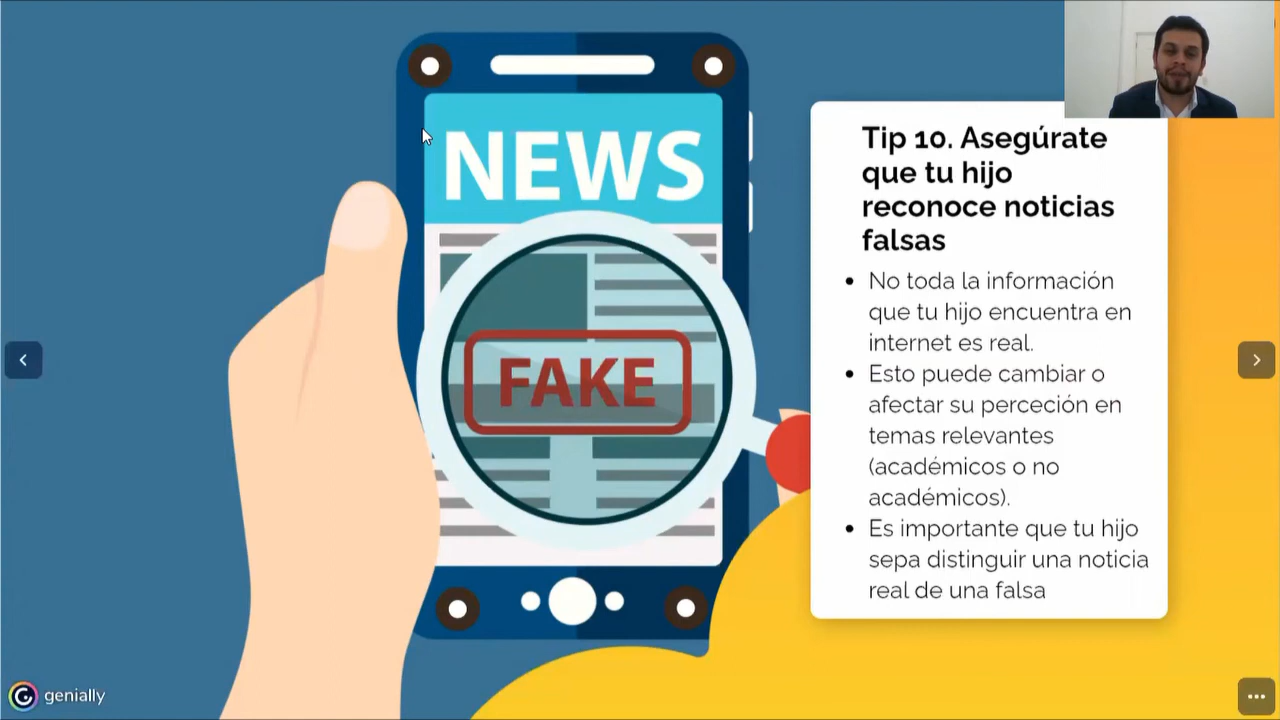 NEWS
FAKE
Tip 10. Asegúrate
que tu hijo
reconoce noticias
falsas
• No toda la información
que tu hijo encuentra en
internet es real.
• Esto puede cambiar o
afectar su perceción en
temas relevantes
(académicos o no
académicos).
• Es importante que tu hijo
sepa distinguir una noticia
real de una falsa
genially